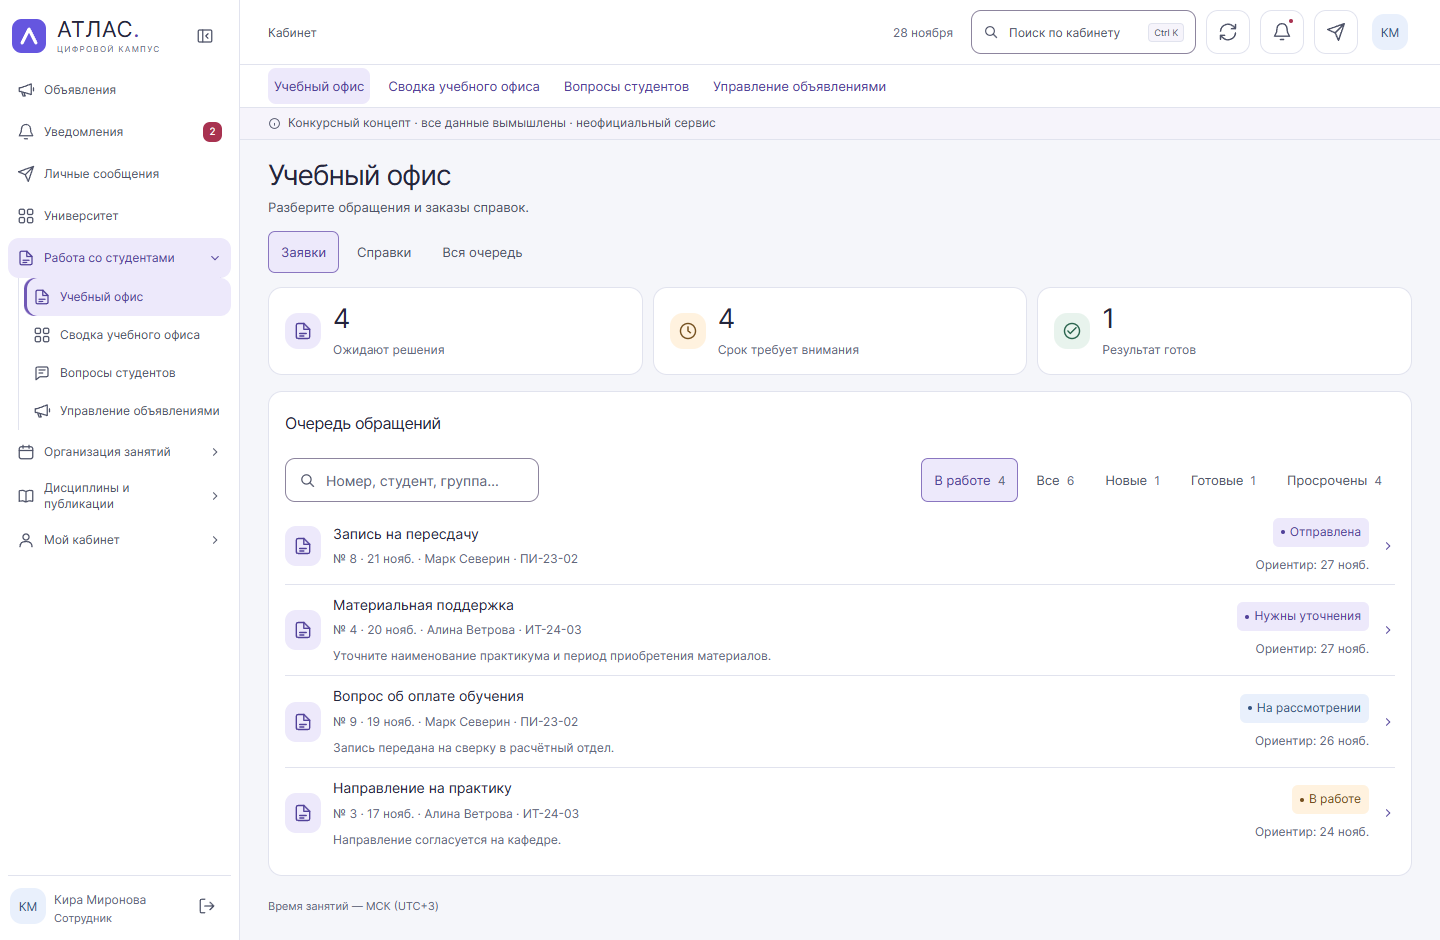 АТЛАС.
ЦИФРОВОЙ КАМПУС
Объявления
Уведомления 2
Личные сообщения
Университет
Работа со студентами
Учебный офис
Сводка учебного офиса
Вопросы студентов
Управление объявлениями
Организация занятий
Дисциплины и
публикации
Мой кабинет
КМ
Кира Миронова
Сотрудник
Кабинет
28 ноября
Поиск по кабинету Ctrl K
КМ
Учебный офис Сводка учебного офиса Вопросы студентов Управление объявлениями
Конкурсный концепт · все данные вымышлены · неофициальный сервис
Учебный офис
Разберите обращения и заказы справок.
Заявки Справки Вся очередь
4
Ожидают решения
4
Срок требует внимания
1
Результат готов
Очередь обращений
Номер, студент, группа...
В работе 4 Все 6 Новые 1 Готовые 1 Просрочены 4
Запись на пересдачу
№ 8 · 21 нояб. · Марк Северин · ПИ-23-02
• Отправлена
Ориентир: 27 нояб.
Материальная поддержка
№ 4 · 20 нояб. · Алина Ветрова · ИТ-24-03
Уточните наименование практикума и период приобретения материалов.
• Нужны уточнения
Ориентир: 27 нояб.
Вопрос об оплате обучения
№ 9 · 19 нояб. · Марк Северин · ПИ-23-02
Запись передана на сверку в расчётный отдел.
• На рассмотрении
Ориентир: 26 нояб.
Направление на практику
№ 3 · 17 нояб. · Алина Ветрова · ИТ-24-03
Направление согласуется на кафедре.
• В работе
Ориентир: 24 нояб.
Время занятий — МСК (UTC+3)